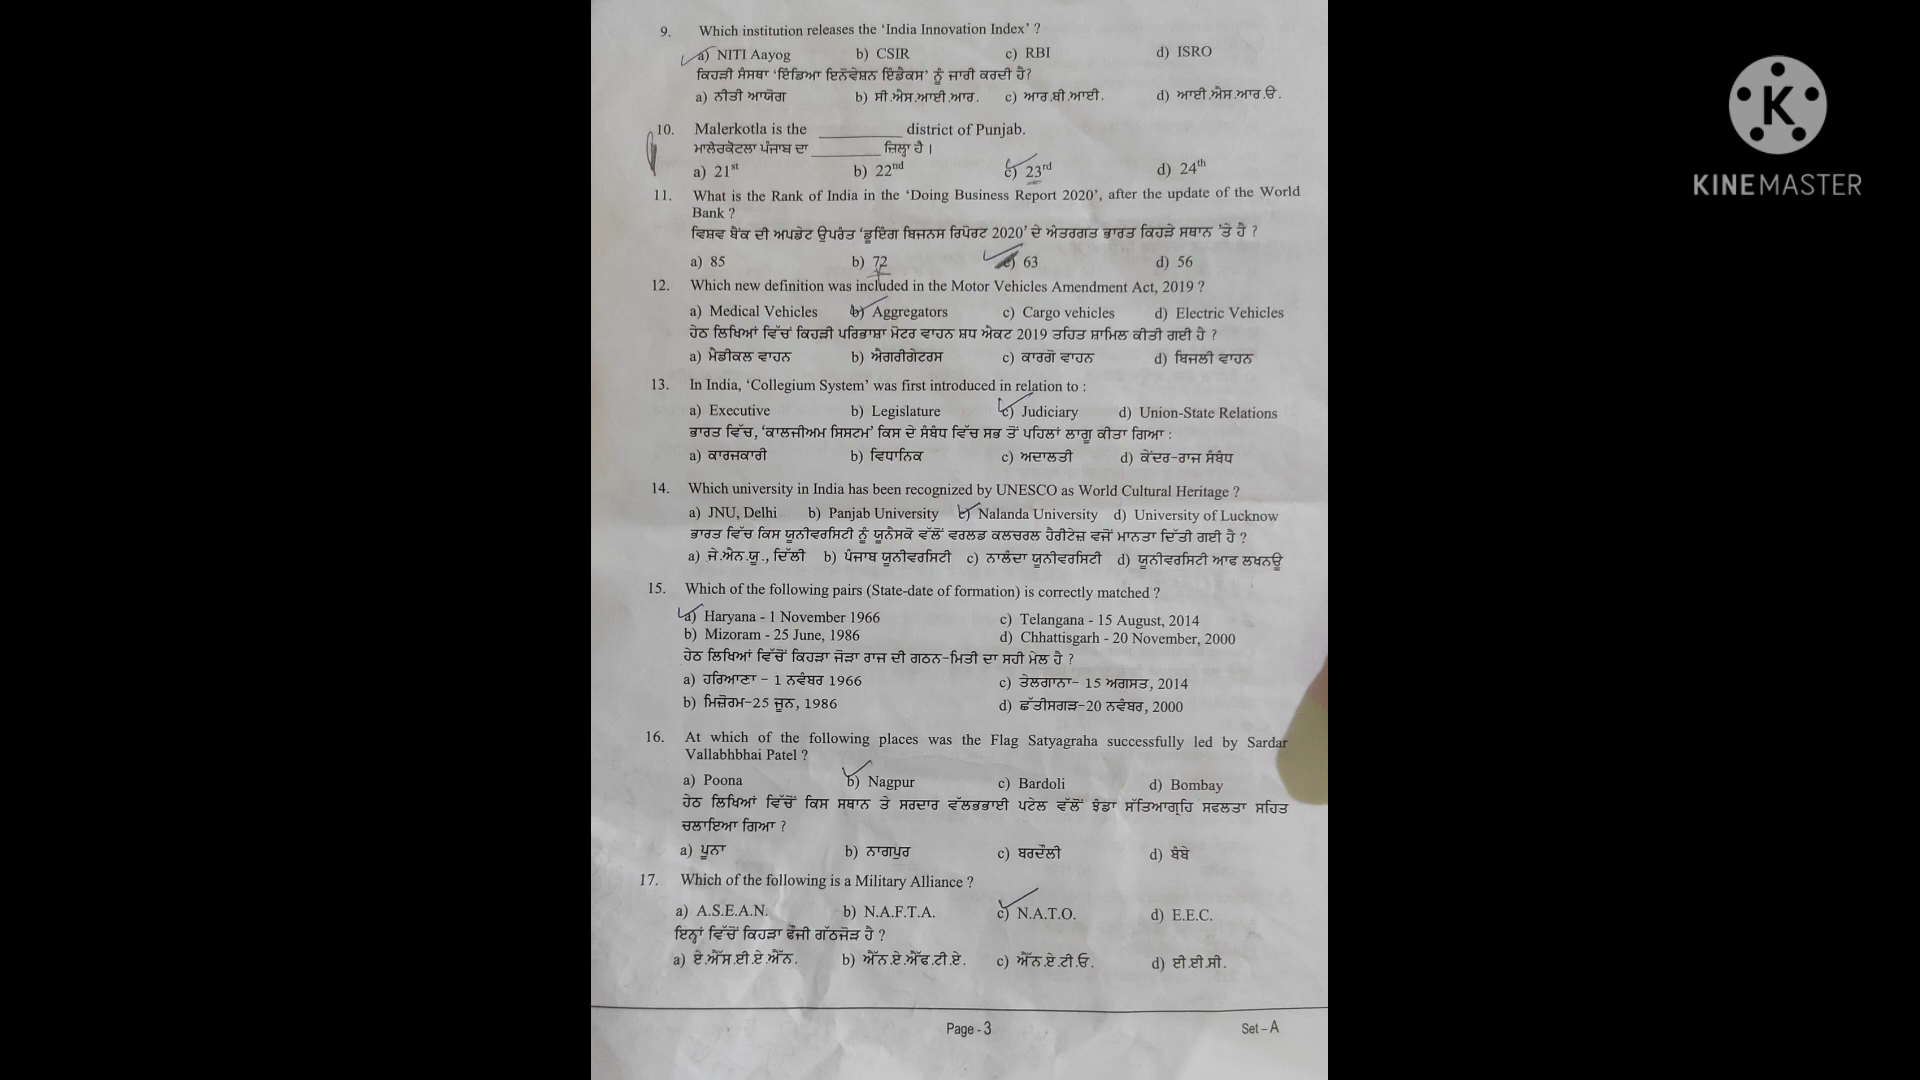 9. Which institution releases the ‘India Innovation Index’ ?
a) NITI Aayog b) CSIR c) RBI d) ISRO
ਕਿਹੜੀ ਸੰਸਥਾ ‘ਇੰਡਿਆ ਇਨੋਵੇਸ਼ਨ ਇੰਡੈਕਸ’ ਨੂੰ ਜਾਰੀ ਕਰਦੀ ਹੈ?
a) ਨੀਤੀ ਆਯੋਗ b) ਸੀ.ਐਸ.ਆਈ.ਆਰ. c) ਆਰ.ਬੀ.ਆਈ. d) ਆਈ.ਐਸ.ਆਰ.ਓ.
10. Malerkotla is the ________ district of Punjab.
ਮਾਲੇਰਕੋਟਲਾ ਪੰਜਾਬ ਦਾ ________ ਜ਼ਿਲ੍ਹਾ ਹੈ।
a) 21st b) 22nd c) 23rd d) 24th
11. What is the Rank of India in the ‘Doing Business Report 2020’, after the update of the World
Bank ?
ਵਿਸ਼ਵ ਬੈਂਕ ਦੀ ਅਪਡੇਟ ਉਪਰੰਤ ‘ਡੂਇੰਗ ਬਿਜਨਸ ਰਿਪੋਰਟ 2020’ ਦੇ ਅੰਤਰਗਤ ਭਾਰਤ ਕਿਹੜੇ ਸਥਾਨ ’ਤੇ ਹੈ ?
a) 85 b) 72 c) 63 d) 56
12. Which new definition was included in the Motor Vehicles Amendment Act, 2019 ?
a) Medical Vehicles b) Aggregators c) Cargo vehicles d) Electric Vehicles
ਹੇਠ ਲਿਖਿਆਂ ਵਿੱਚੋਂ ਕਿਹੜੀ ਪਰਿਭਾਸ਼ਾ ਮੋਟਰ ਵਾਹਨ ਸ਼ਧ ਐਕਟ 2019 ਤਹਿਤ ਸ਼ਾਮਿਲ ਕੀਤੀ ਗਈ ਹੈ ?
a) ਮੈਡੀਕਲ ਵਾਹਨ b) ਐਗਰੀਗੇਟਰਸ c) ਕਾਰਗੋ ਵਾਹਨ d) ਬਿਜਲੀ ਵਾਹਨ
13. In India, ‘Collegium System’ was first introduced in relation to :
a) Executive b) Legislature c) Judiciary d) Union-State Relations
ਭਾਰਤ ਵਿੱਚ, ‘ਕਾਲਜੀਅਮ ਸਿਸਟਮ’ ਕਿਸ ਦੇ ਸੰਬੰਧ ਵਿੱਚ ਸਭ ਤੋਂ ਪਹਿਲਾਂ ਲਾਗੂ ਕੀਤਾ ਗਿਆ :
a) ਕਾਰਜਕਾਰੀ b) ਵਿਧਾਨਿਕ c) ਅਦਾਲਤੀ d) ਕੇਂਦਰ-ਰਾਜ ਸੰਬੰਧ
14. Which university in India has been recognized by UNESCO as World Cultural Heritage ?
a) JNU, Delhi b) Panjab University c) Nalanda University d) University of Lucknow
ਭਾਰਤ ਵਿੱਚ ਕਿਸ ਯੂਨੀਵਰਸਿਟੀ ਨੂੰ ਯੂਨੈਸਕੋ ਵੱਲੋਂ ਵਰਲਡ ਕਲਚਰਲ ਹੈਰੀਟੇਜ਼ ਵਜੋਂ ਮਾਨਤਾ ਦਿੱਤੀ ਗਈ ਹੈ ?
a) ਜੇ.ਐਨ.ਯੂ., ਦਿੱਲੀ b) ਪੰਜਾਬ ਯੂਨੀਵਰਸਿਟੀ c) ਨਾਲੰਦਾ ਯੂਨੀਵਰਸਿਟੀ d) ਯੂਨੀਵਰਸਿਟੀ ਆਫ ਲਖਨਊ
15. Which of the following pairs (State-date of formation) is correctly matched ?
a) Haryana - 1 November 1966 c) Telangana - 15 August, 2014
b) Mizoram - 25 June, 1986 d) Chhattisgarh - 20 November, 2000
ਹੇਠ ਲਿਖਿਆਂ ਵਿੱਚੋਂ ਕਿਹੜਾ ਜੋੜਾ ਰਾਜ ਦੀ ਗਠਨ-ਮਿਤੀ ਦਾ ਸਹੀ ਮੇਲ ਹੈ ?
a) ਹਰਿਆਣਾ - 1 ਨਵੰਬਰ 1966 c) ਤੇਲਗਾਨਾ- 15 ਅਗਸਤ, 2014
b) ਮਿਜ਼ੋਰਮ-25 ਜੂਨ, 1986 d) ਛੱਤੀਸਗੜ-20 ਨਵੰਬਰ, 2000
16. At which of the following places was the Flag Satyagraha successfully led by Sardar
Vallabhbhai Patel ?
a) Poona b) Nagpur c) Bardoli d) Bombay
ਹੇਠ ਲਿਖਿਆਂ ਵਿੱਚੋਂ ਕਿਸ ਸਥਾਨ ਤੇ ਸਰਦਾਰ ਵੱਲਭਭਾਈ ਪਟੇਲ ਵੱਲੋਂ ਝੰਡਾ ਸੱਤਿਆਗ੍ਰਹਿ ਸਫਲਤਾ ਸਹਿਤ
ਚਲਾਇਆ ਗਿਆ ?
a) ਪੂਨਾ b) ਨਾਗਪੁਰ c) ਬਰਦੌਲੀ d) ਬੰਬੇ
17. Which of the following is a Military Alliance ?
a) A.S.E.A.N. b) N.A.F.T.A. c) N.A.T.O. d) E.E.C.
ਇਨ੍ਹਾਂ ਵਿੱਚੋਂ ਕਿਹੜਾ ਫੌਜੀ ਗੱਠਜੋੜ ਹੈ ?
a) ਏ.ਐੱਸ.ਈ.ਏ.ਐੱਨ. b) ਐੱਨ.ਏ.ਐੱਫ.ਟੀ.ਏ. c) ਐੱਨ.ਏ.ਟੀ.ਓ. d) ਈ.ਈ.ਸੀ.
Page - 3 Set – A
K
KINEMASTER